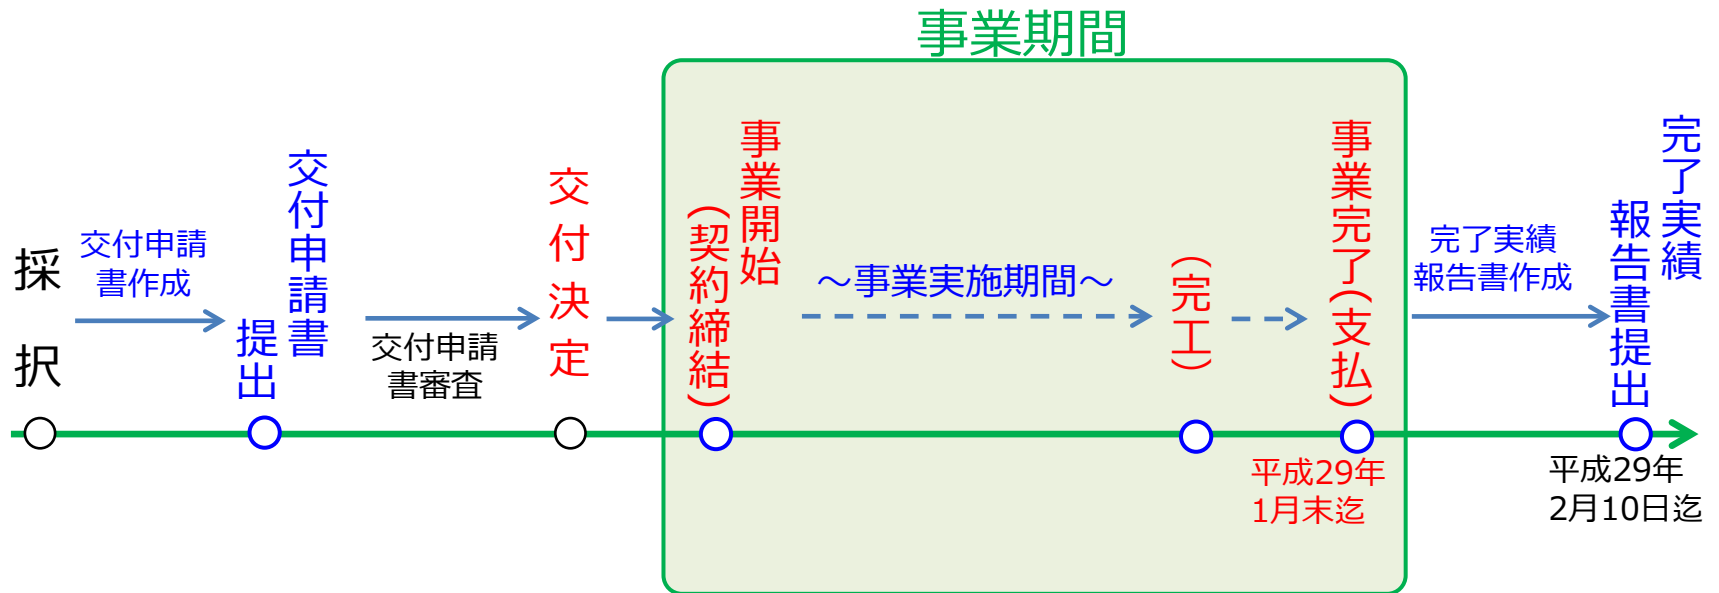 事業期間
採択
交付申請
書作成
交付申請書
提出
交付申請
書審査
交付決定
事業開始
（契約締結）
～事業実施期間～
（完工）
事業完了（支払）
平成29年
1月末迄
完了実績
報告書作成
完了実績
報告書提出
平成29年
2月10日迄